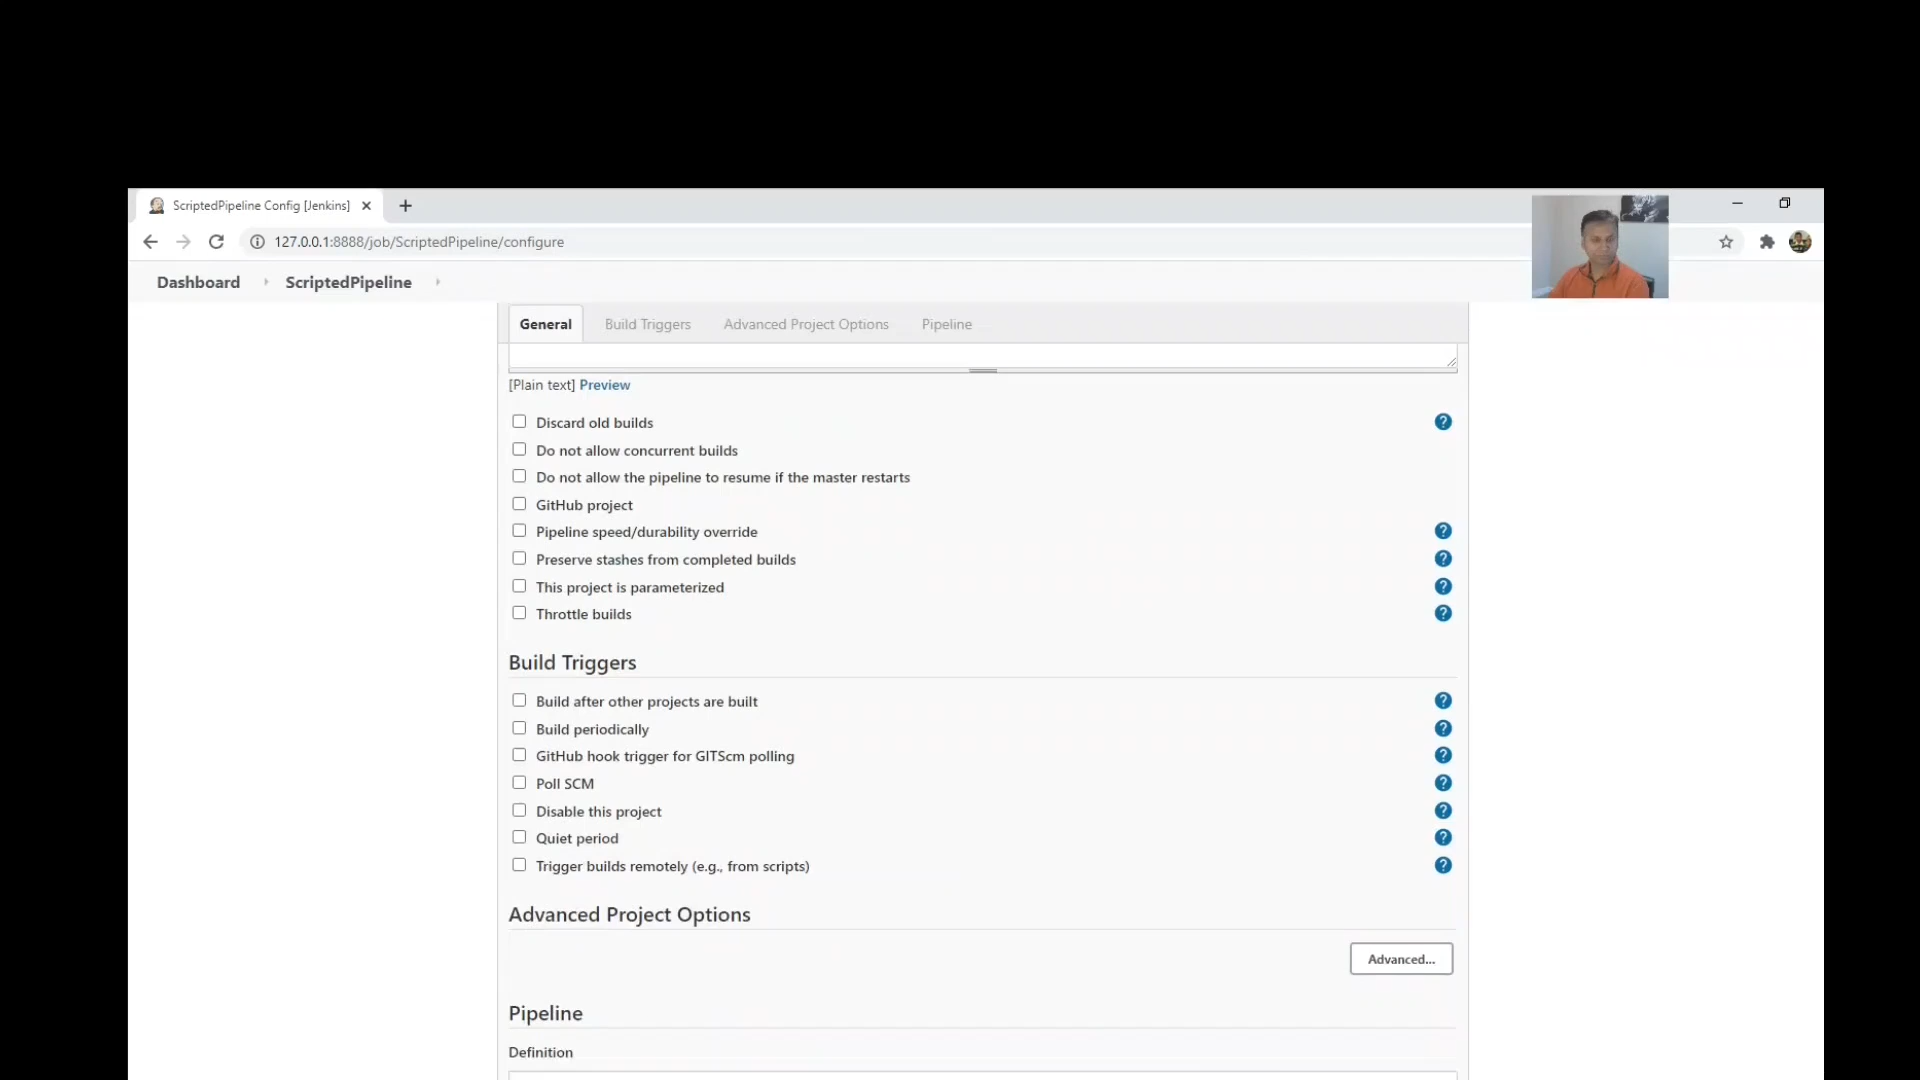 ScriptedPipeline Config [Jenkins]
127.0.0.1:8888/job/ScriptedPipeline/configure
Dashboard
ScriptedPipeline
General
Build Triggers
Advanced Project Options
Pipeline
[Plain text] Preview
Discard old builds
Do not allow concurrent builds
Do not allow the pipeline to resume if the master restarts
GitHub project
Pipeline speed/durability override
Preserve stashes from completed builds
This project is parameterized
Throttle builds
Build Triggers
Build after other projects are built
Build periodically
GitHub hook trigger for GITScm polling
Poll SCM
Disable this project
Quiet period
Trigger builds remotely (e.g., from scripts)
Advanced Project Options
Advanced...
Pipeline
Definition